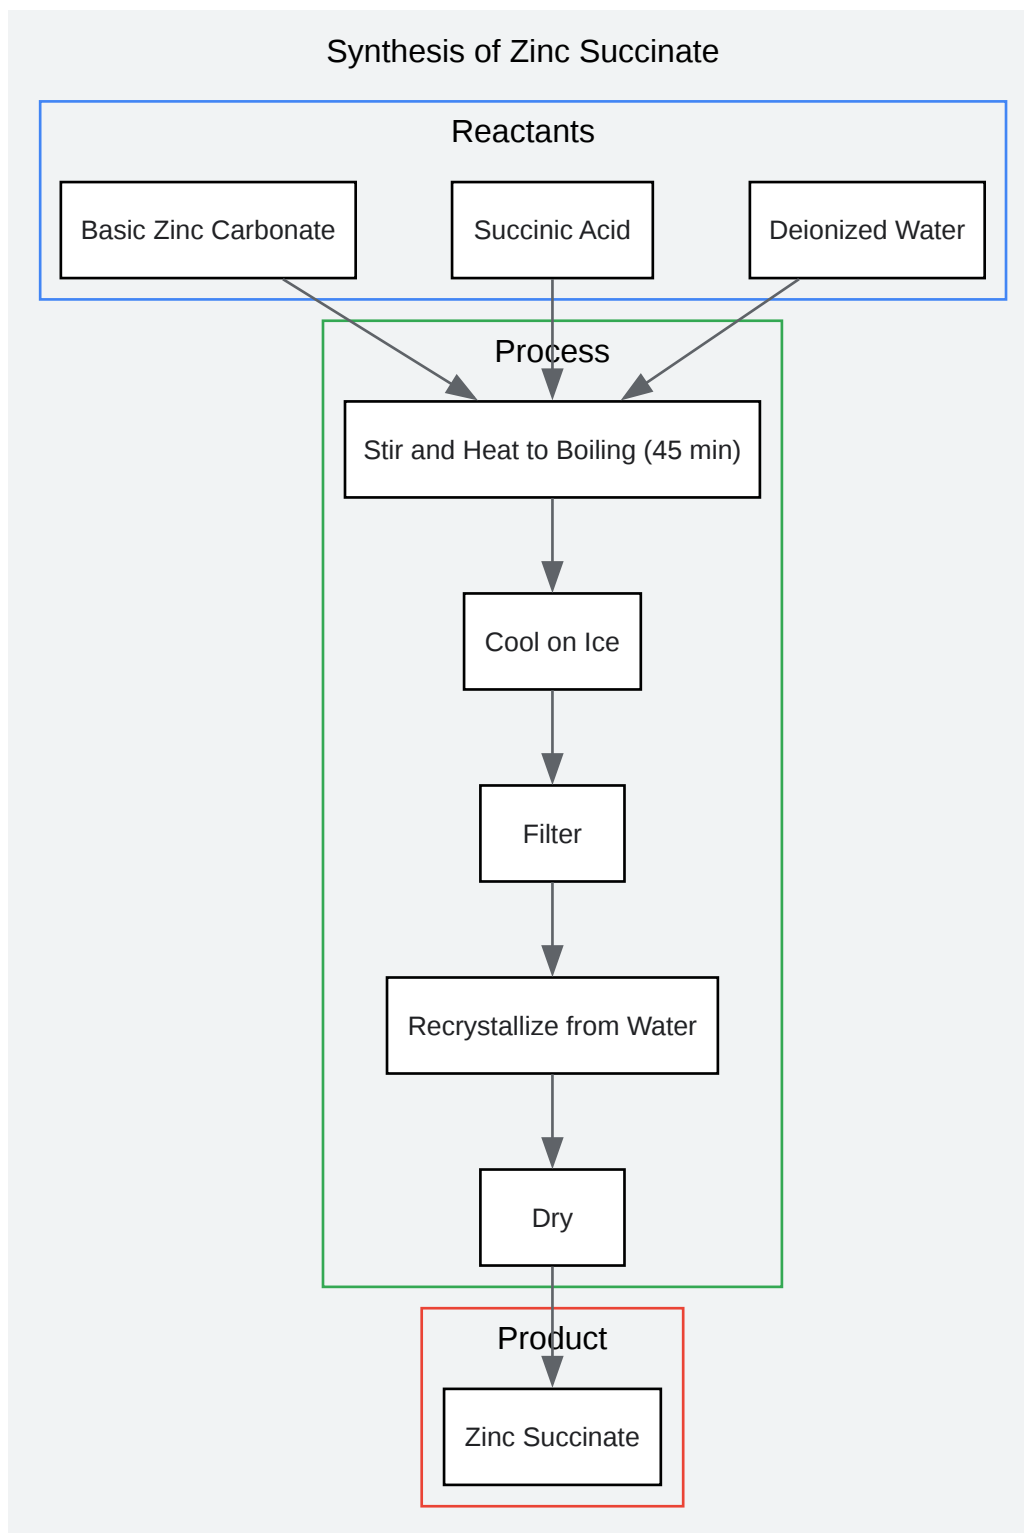 Synthesis of Zinc Succinate
Reactants
Basic Zinc Carbonate
Succinic Acid
Deionized Water
Process
Stir and Heat to Boiling (45 min)
Cool on Ice
Filter
Recrystallize from Water
Dry
Product
Zinc Succinate